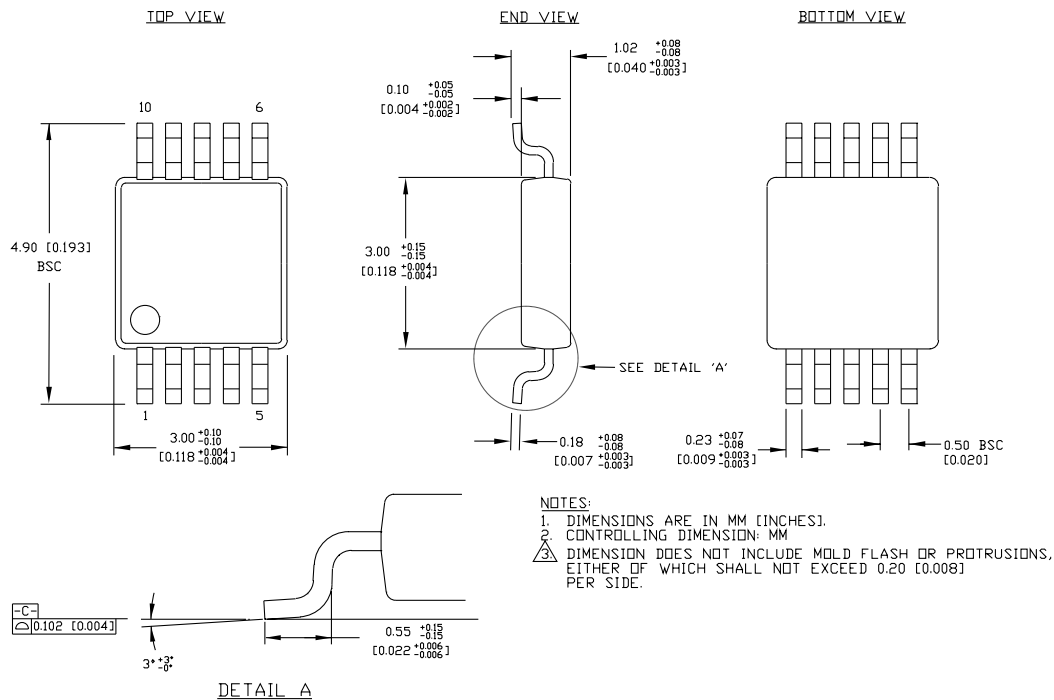 TOP VIEW
END VIEW
BOTTOM VIEW
1.02 +0.08 -0.08
[0.040 +0.003 -0.003]
0.10 +0.05 -0.05
[0.004 +0.002 -0.002]
10
6
4.90 [0.193]
BSC
3.00 +0.15 -0.15
[0.118 +0.004 -0.004]
SEE DETAIL 'A'
1
5
3.00 +0.10 -0.10
[0.118 +0.004 -0.004]
0.18 +0.08 -0.08
[0.007 +0.003 -0.003]
0.23 +0.07 -0.08
[0.009 +0.003 -0.003]
0.50 BSC
[0.020]
NOTES:
1. DIMENSIONS ARE IN MM [INCHES].
2. CONTROLLING DIMENSION: MM
3. DIMENSION DOES NOT INCLUDE MOLD FLASH OR PROTRUSIONS,
EITHER OF WHICH SHALL NOT EXCEED 0.20 [0.008]
PER SIDE.
-C-
⌓ 0.102 [0.004]
3° +3° -0°
0.55 +0.15 -0.15
[0.022 +0.006 -0.006]
DETAIL A